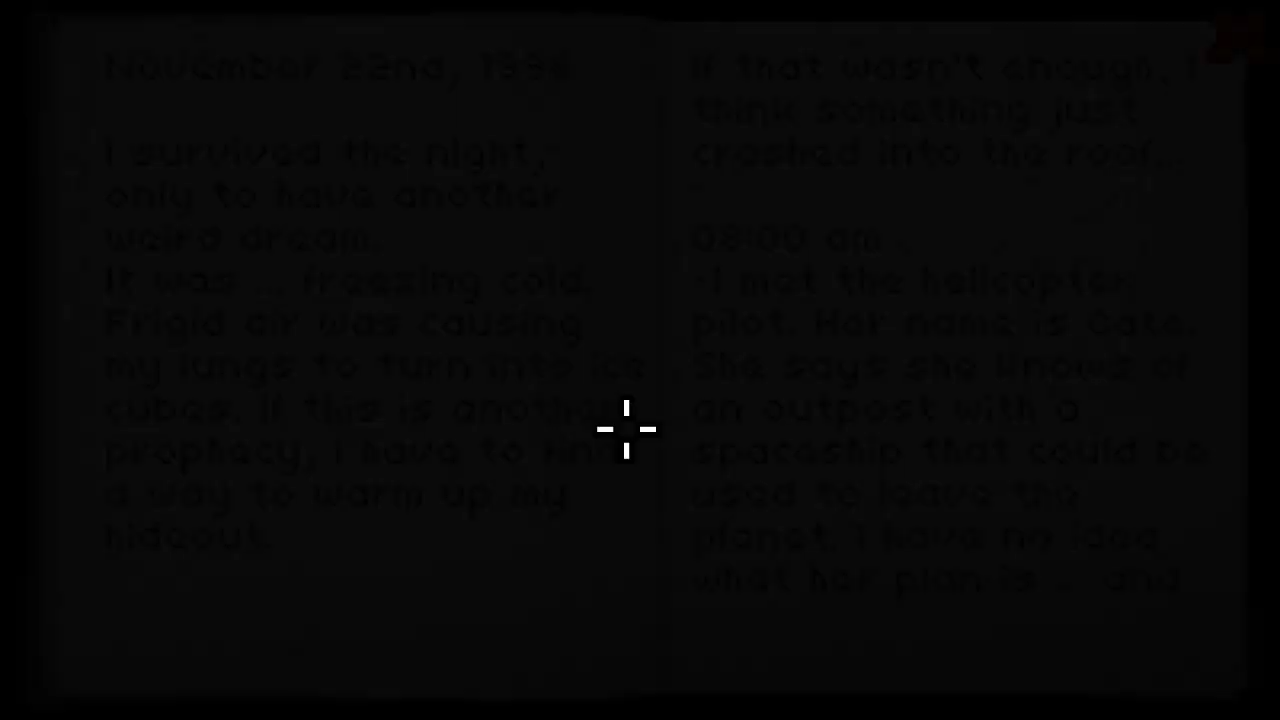 November 22nd, 1996
I survived the night,
only to have another
weird dream.
It was ... freezing cold.
Frigid air was causing
my lungs to turn into ice
cubes. If this is another
prophecy, I have to find
a way to warm up my
hideout.
If that wasn't enough, I
think something just
crashed into the roof...
08:00 am
-I met the helicopter
pilot. Her name is Gate.
She says she knows of
an outpost with a
spaceship that could be
used to leave the
planet. I have no idea
what her plan is ... and